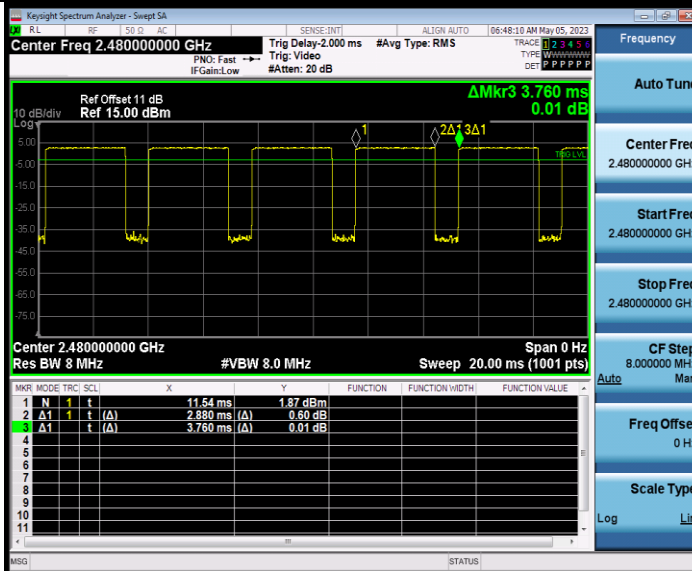 Keysight Spectrum Analyzer - Swept SA
RL RF 50 Ω AC SENSE:INT ALIGN AUTO 06:48:10 AM May 05, 2023
Center Freq 2.480000000 GHz
PNO: Fast
IFGain:Low
Trig Delay-2.000 ms
Trig: Video
#Atten: 20 dB
#Avg Type: RMS
TRACE 1 2 3 4 5 6
TYPE WWWWWW
DET P P P P P P
Ref Offset 11 dB
10 dB/div Ref 15.00 dBm
Log
ΔMkr3 3.760 ms
0.01 dB
1
2Δ1 3Δ1
5.00
TRIG LVL
-5.00
-15.0
-25.0
-35.0
-45.0
-55.0
-65.0
-75.0
Center 2.480000000 GHz
Span 0 Hz
Res BW 8 MHz
#VBW 8.0 MHz
Sweep 20.00 ms (1001 pts)
MKR MODE TRC SCL X Y FUNCTION FUNCTION WIDTH FUNCTION VALUE
1 N 1 t 11.54 ms 1.87 dBm
2 Δ1 1 t (Δ) 2.880 ms (Δ) 0.60 dB
3 Δ1 t (Δ) 3.760 ms (Δ) 0.01 dB
4
5
6
7
8
9
10
11
MSG
STATUS
Frequency
Auto Tune
Center Freq
2.480000000 GHz
Start Freq
2.480000000 GHz
Stop Freq
2.480000000 GHz
CF Step
8.000000 MHz
Auto Man
Freq Offset
0 Hz
Scale Type
Log Lin